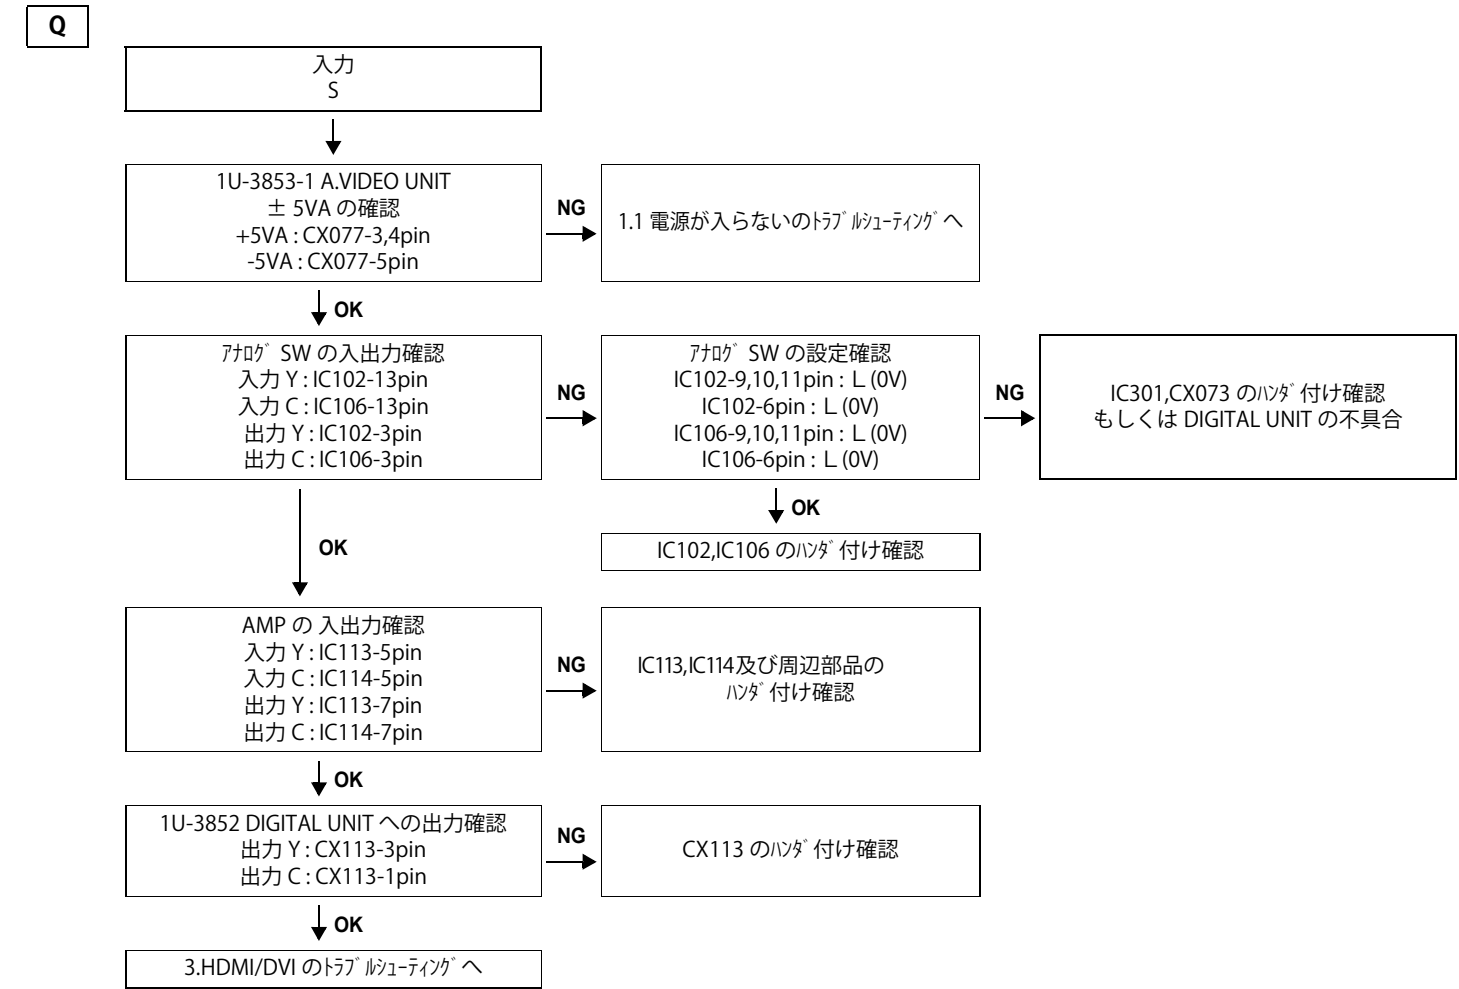 Q
入力
S
1U-3853-1 A.VIDEO UNIT
± 5VA の確認
+5VA : CX077-3,4pin
-5VA : CX077-5pin
NG
1.1 電源が入らないのﾄﾗﾌﾞﾙｼｭｰﾃｨﾝｸﾞへ
OK
ｱﾅﾛｸﾞ SW の入出力確認
入力 Y : IC102-13pin
入力 C : IC106-13pin
出力 Y : IC102-3pin
出力 C : IC106-3pin
NG
ｱﾅﾛｸﾞ SW の設定確認
IC102-9,10,11pin : L (0V)
IC102-6pin : L (0V)
IC106-9,10,11pin : L (0V)
IC106-6pin : L (0V)
NG
IC301,CX073 のﾊﾝﾀﾞ付け確認
もしくは DIGITAL UNIT の不具合
OK
IC102,IC106 のﾊﾝﾀﾞ付け確認
OK
AMP の 入出力確認
入力 Y : IC113-5pin
入力 C : IC114-5pin
出力 Y : IC113-7pin
出力 C : IC114-7pin
NG
IC113,IC114及び周辺部品の
ﾊﾝﾀﾞ付け確認
OK
1U-3852 DIGITAL UNIT への出力確認
出力 Y : CX113-3pin
出力 C : CX113-1pin
NG
CX113 のﾊﾝﾀﾞ付け確認
OK
3.HDMI/DVI のﾄﾗﾌﾞﾙｼｭｰﾃｨﾝｸﾞへ